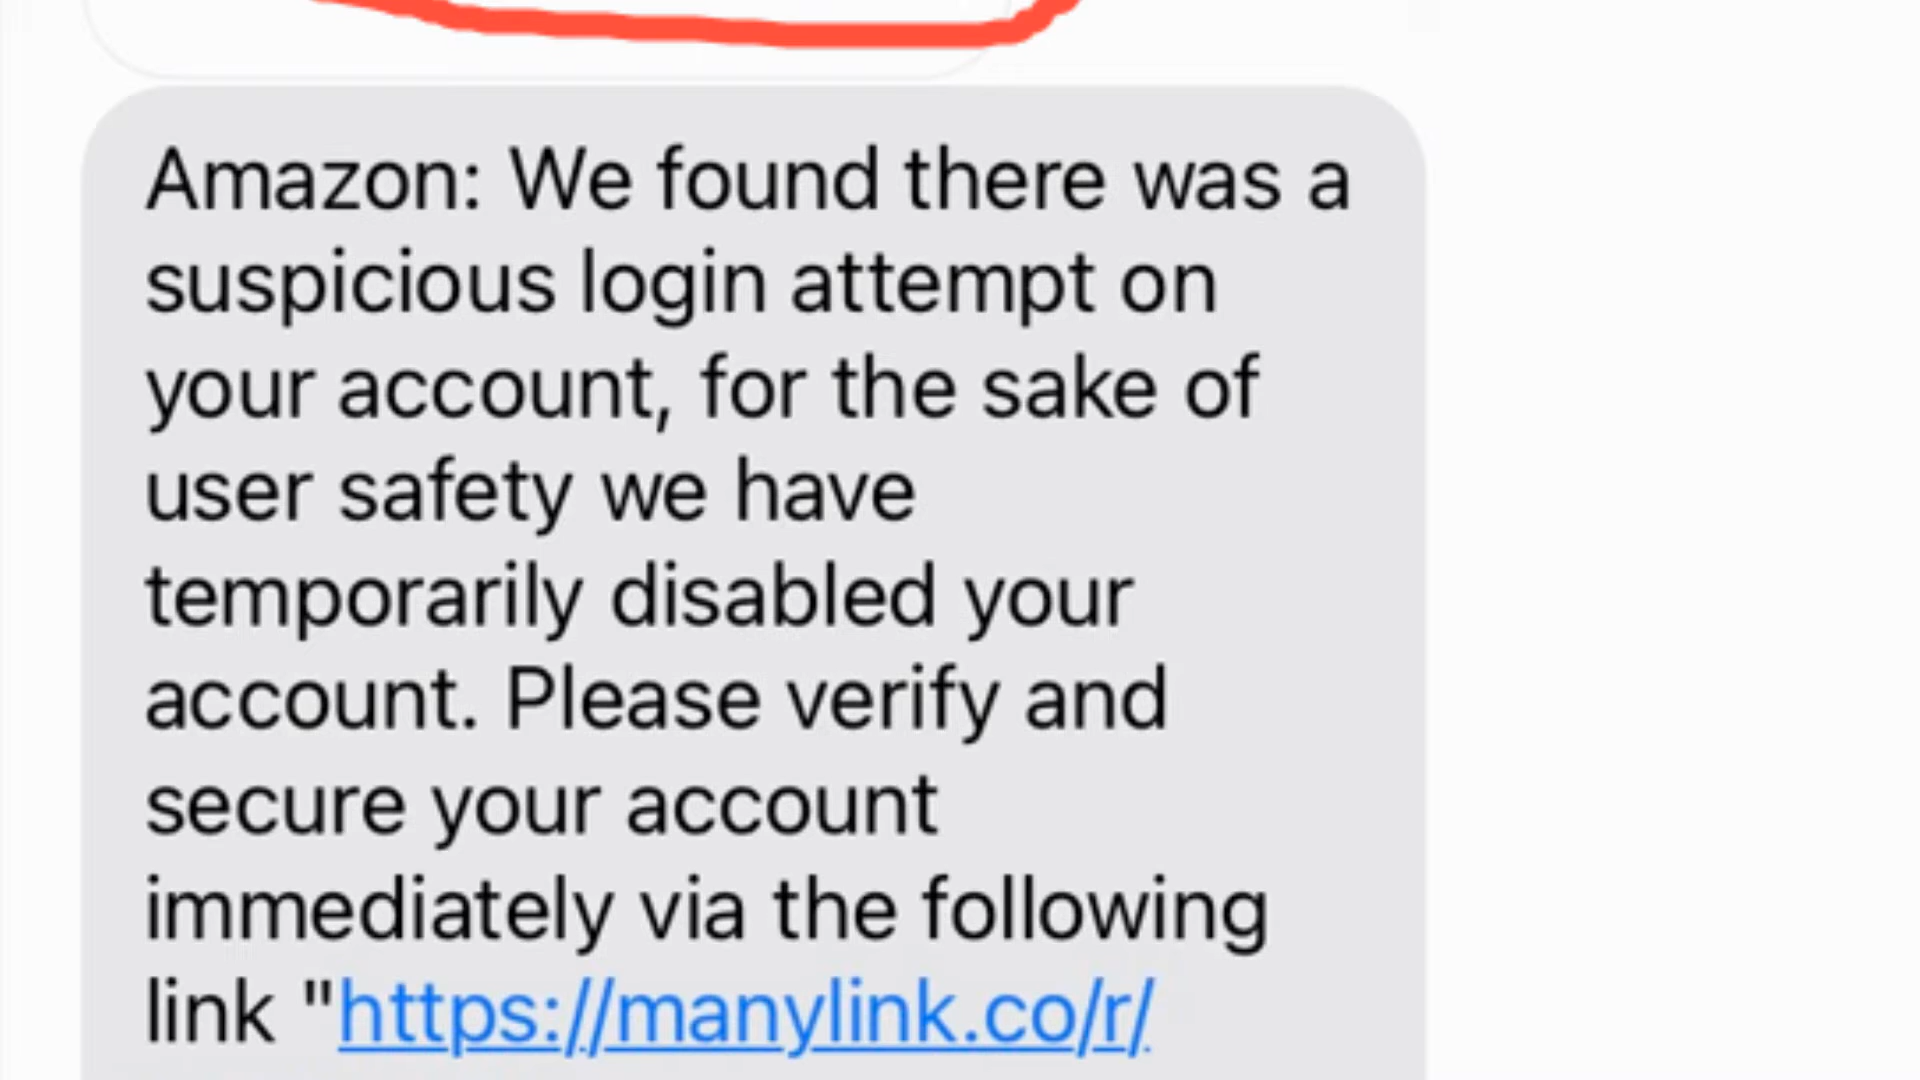 Amazon: We found there was a
suspicious login attempt on
your account, for the sake of
user safety we have
temporarily disabled your
account. Please verify and
secure your account
immediately via the following
link "https://manylink.co/r/